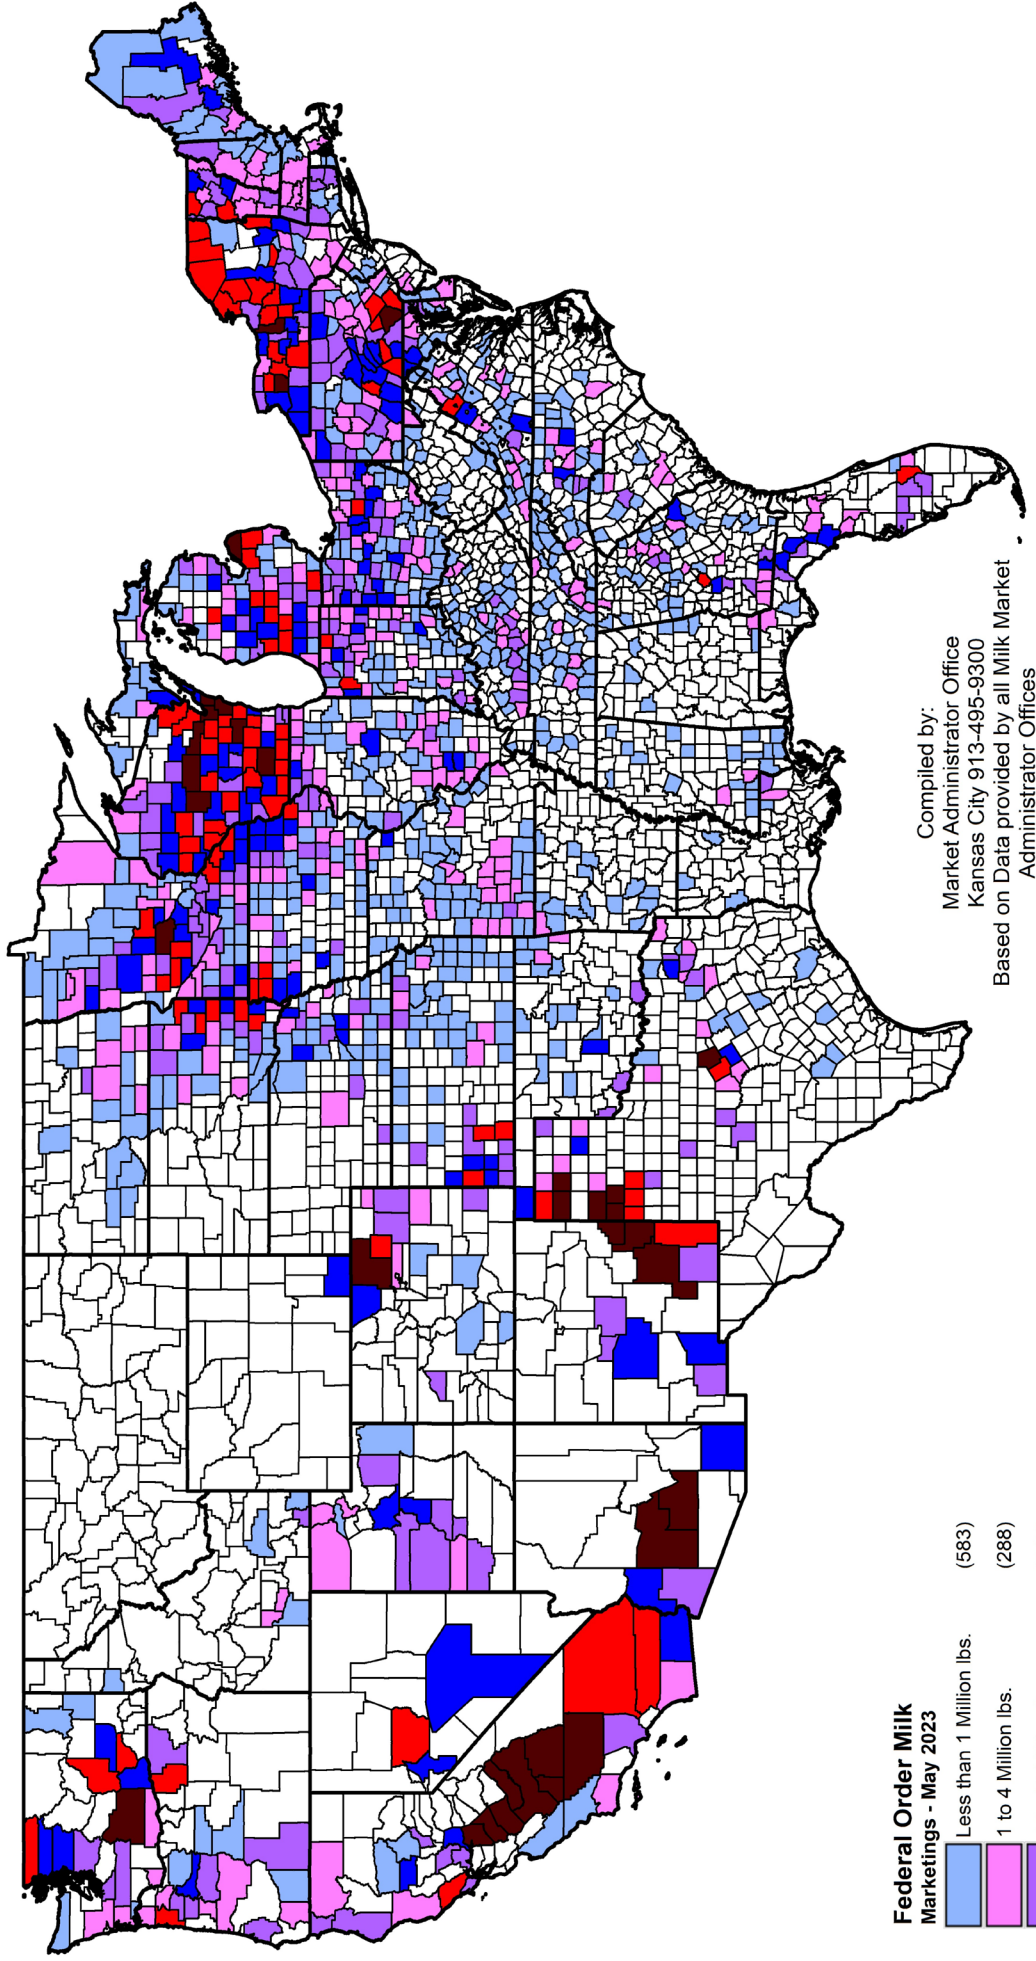 Federal Order Milk
Marketings - May 2023
Less than 1 Million lbs. (583)
1 to 4 Million lbs. (288)
Compiled by:
Market Administrator Office
Kansas City 913-495-9300
Based on Data provided by all Milk Market
Administrator Offices